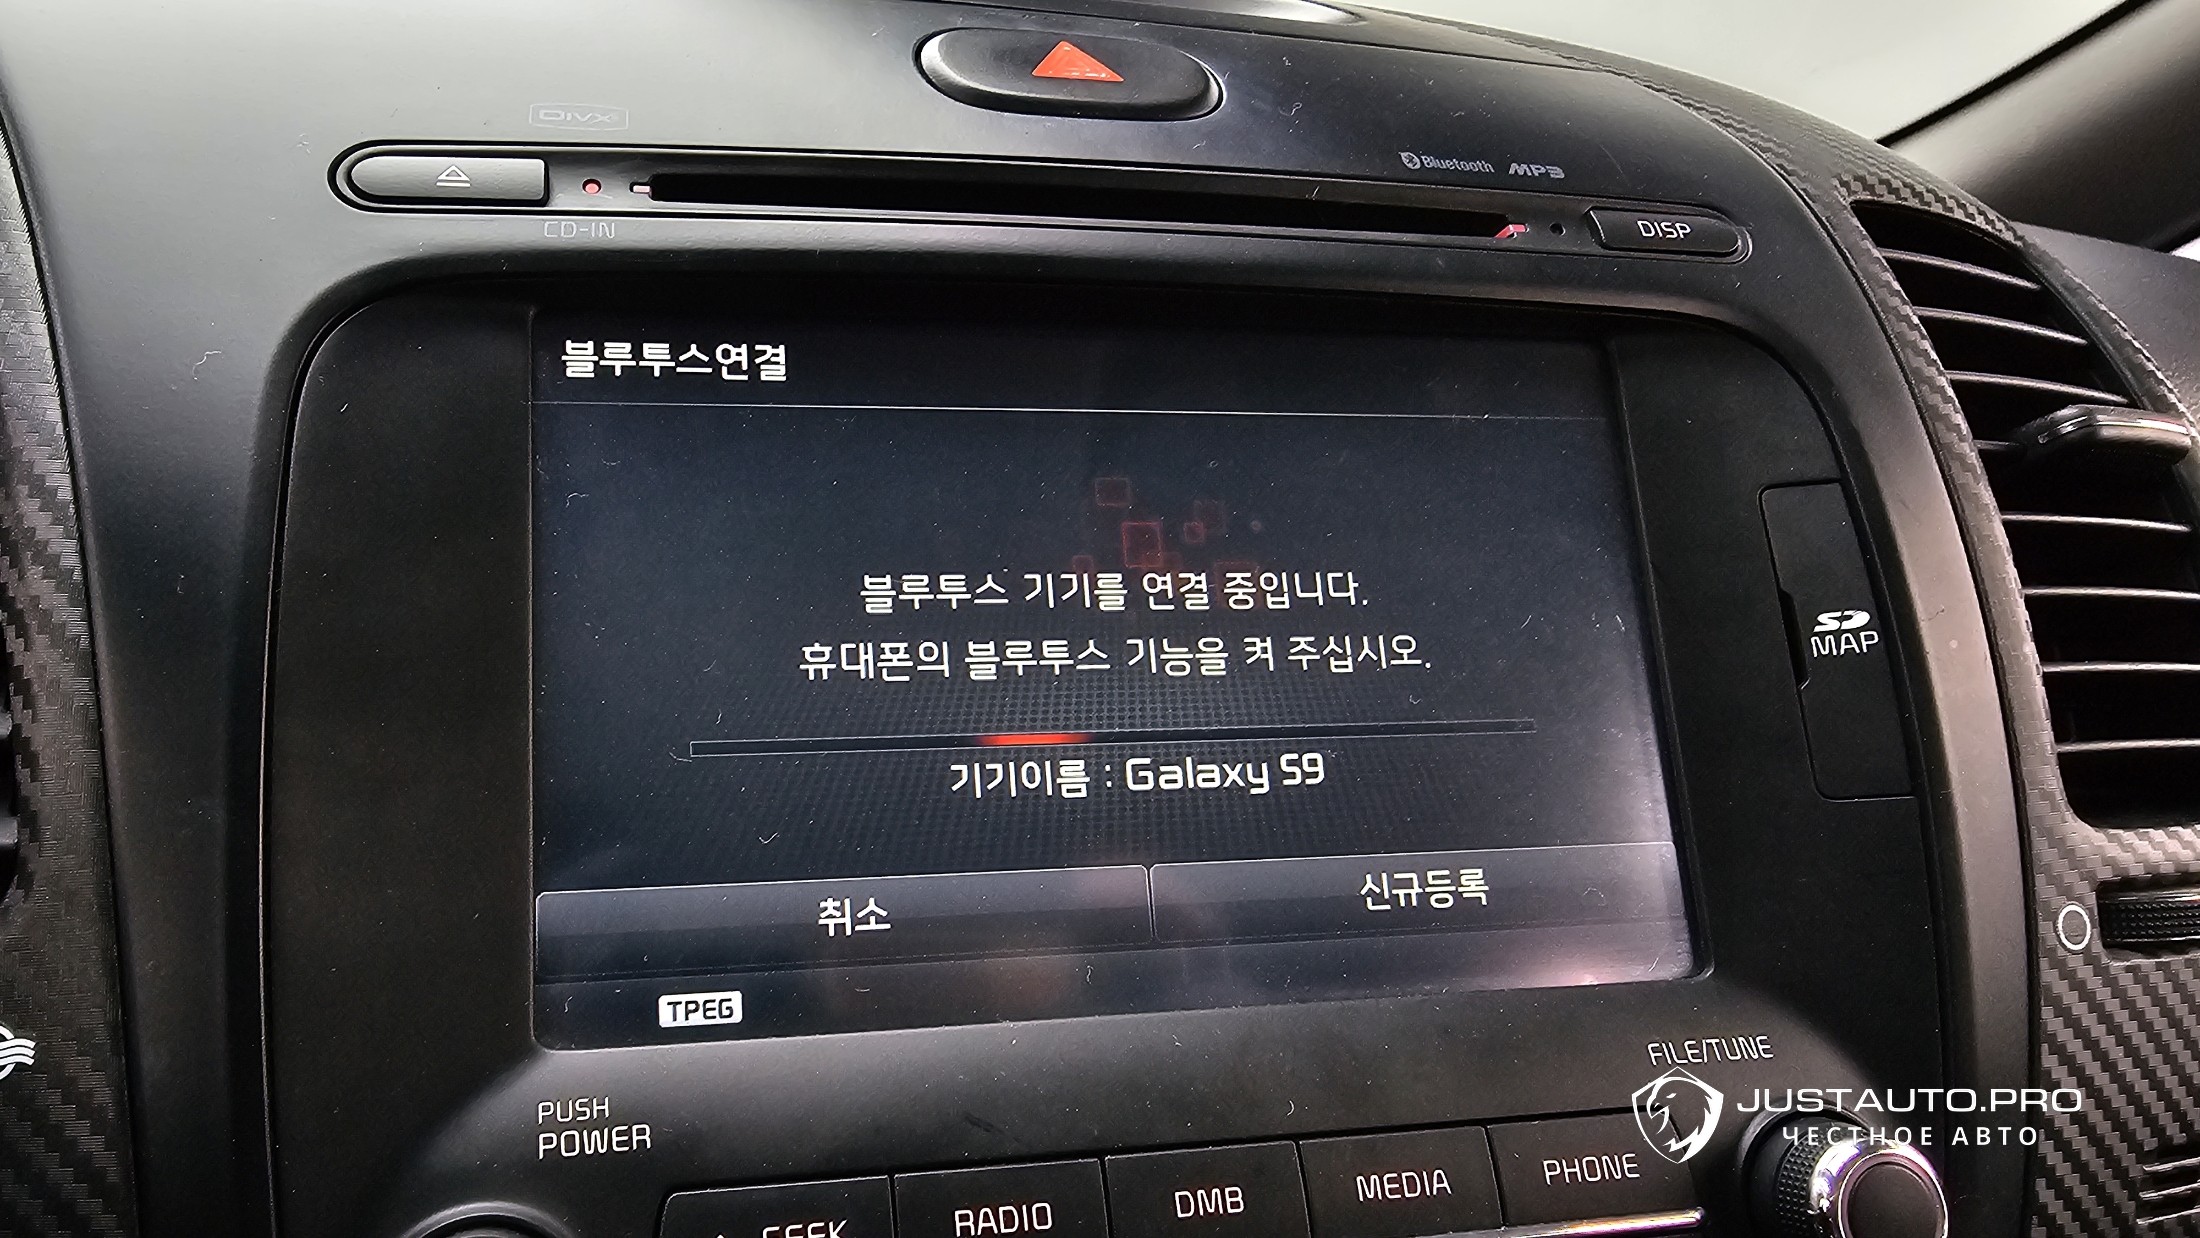 DIVX
CD-IN
Bluetooth MP3
DISP
블루투스연결
블루투스 기기를 연결 중입니다.
휴대폰의 블루투스 기능을 켜 주십시오.
기기이름 : Galaxy S9
취소
신규등록
TPEG
SD
MAP
FILE/TUNE
PUSH
POWER
SEEK
RADIO
DMB
MEDIA
PHONE
JUSTAUTO.PRO
ЧЕСТНОЕ АВТО